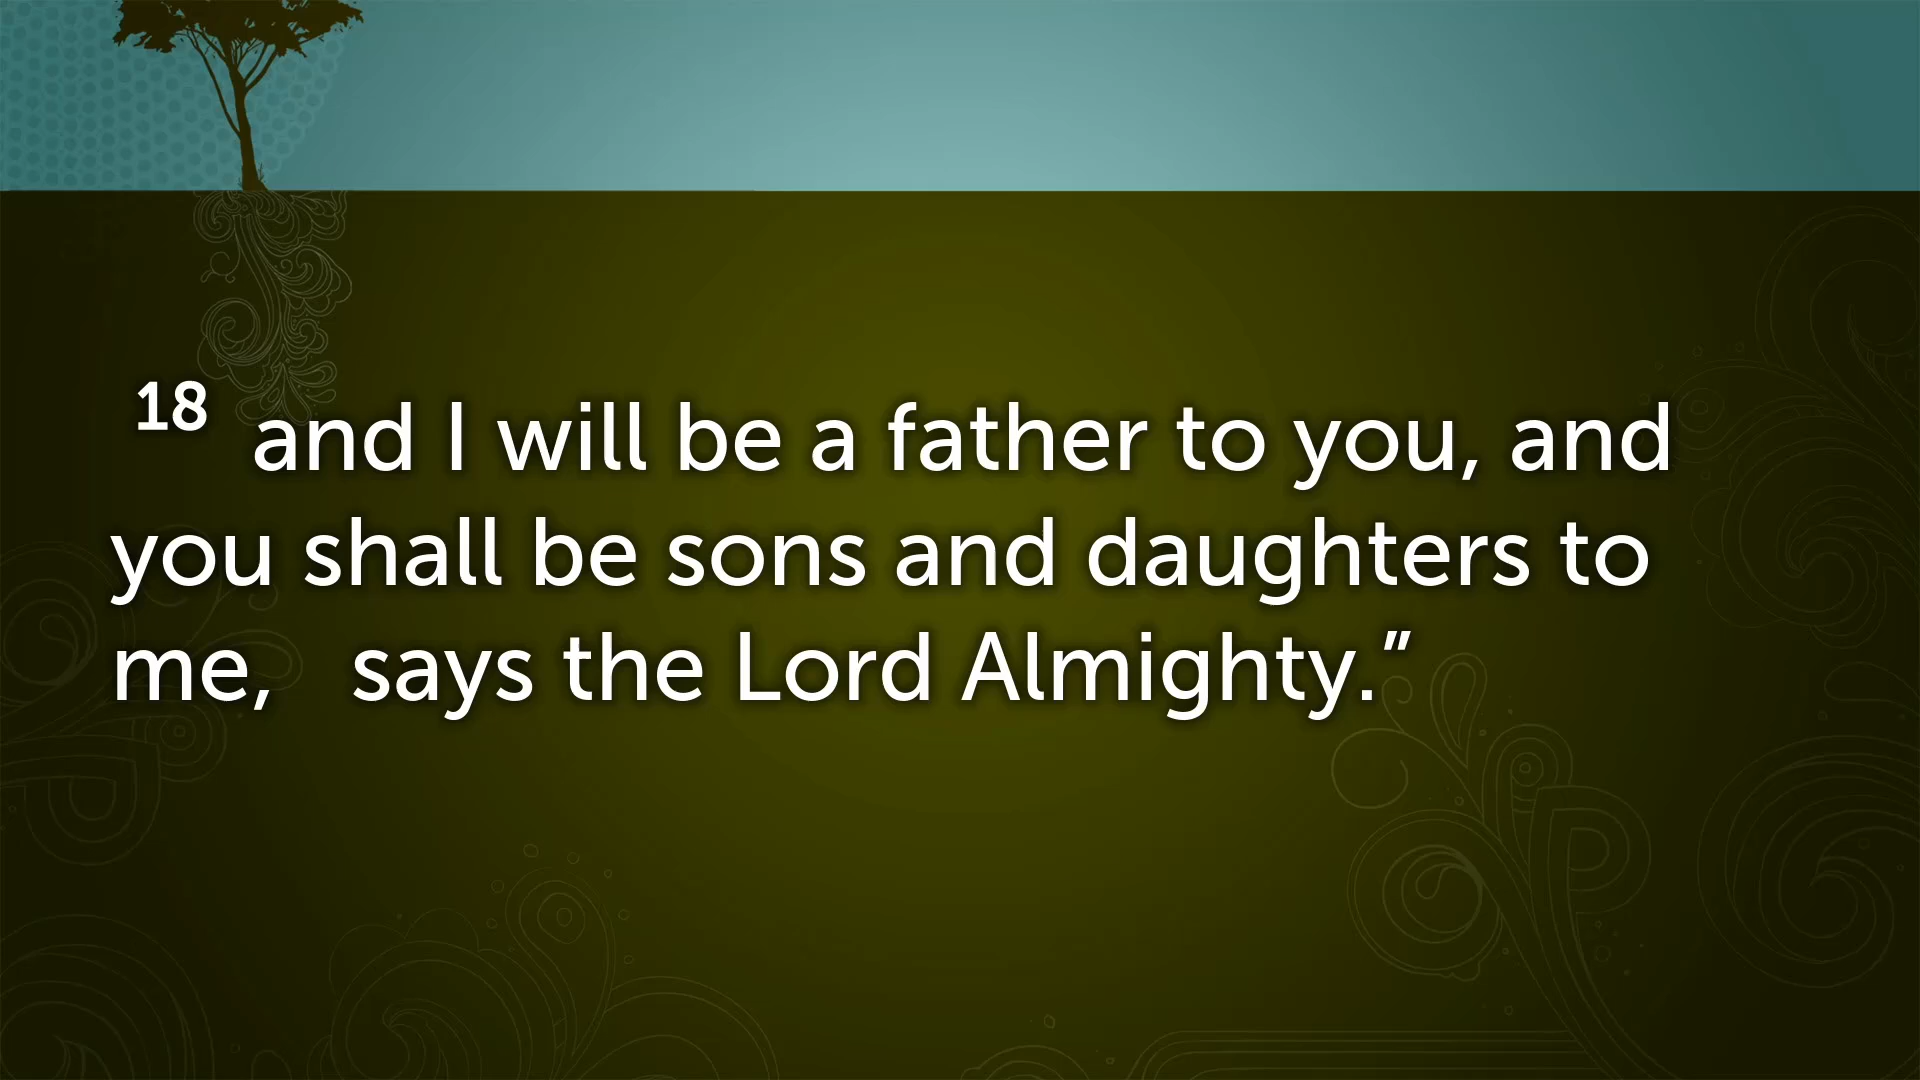 18 and I will be a father to you, and
you shall be sons and daughters to
me, says the Lord Almighty.”